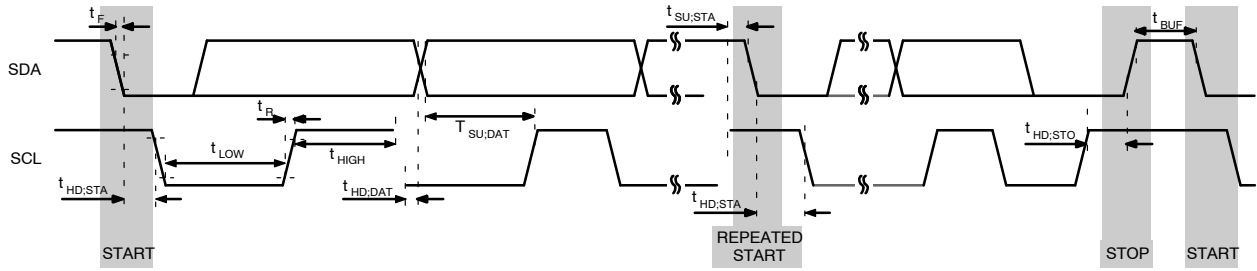 t F
t SU;STA
t BUF
SDA
t R
T SU;DAT
t HD;STO
SCL
t LOW
t HIGH
t HD;STA
t HD;DAT
t HD;STA
START
REPEATED
START
STOP
START